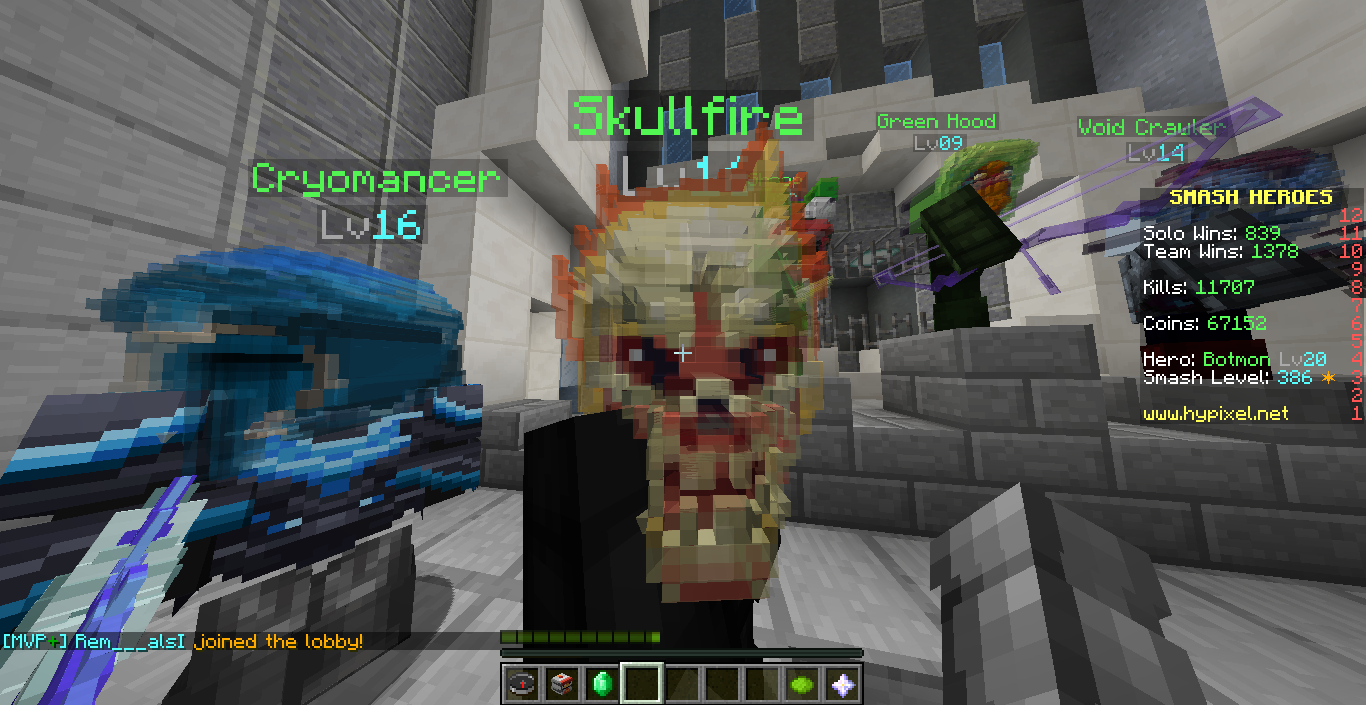 Skullfire
Green Hood
Lv09
Void Crawler
Lv14
Cryomancer
Lv16
SMASH HEROES
12
Solo Wins: 839
11
Team Wins: 1378
10
9
Kills: 11707
8
7
Coins: 67152
6
5
Hero: Botmon Lv20
4
Smash Level: 386 ✶
3
2
www.hypixel.net
1
[MVP+] Rem___alsI joined the lobby!